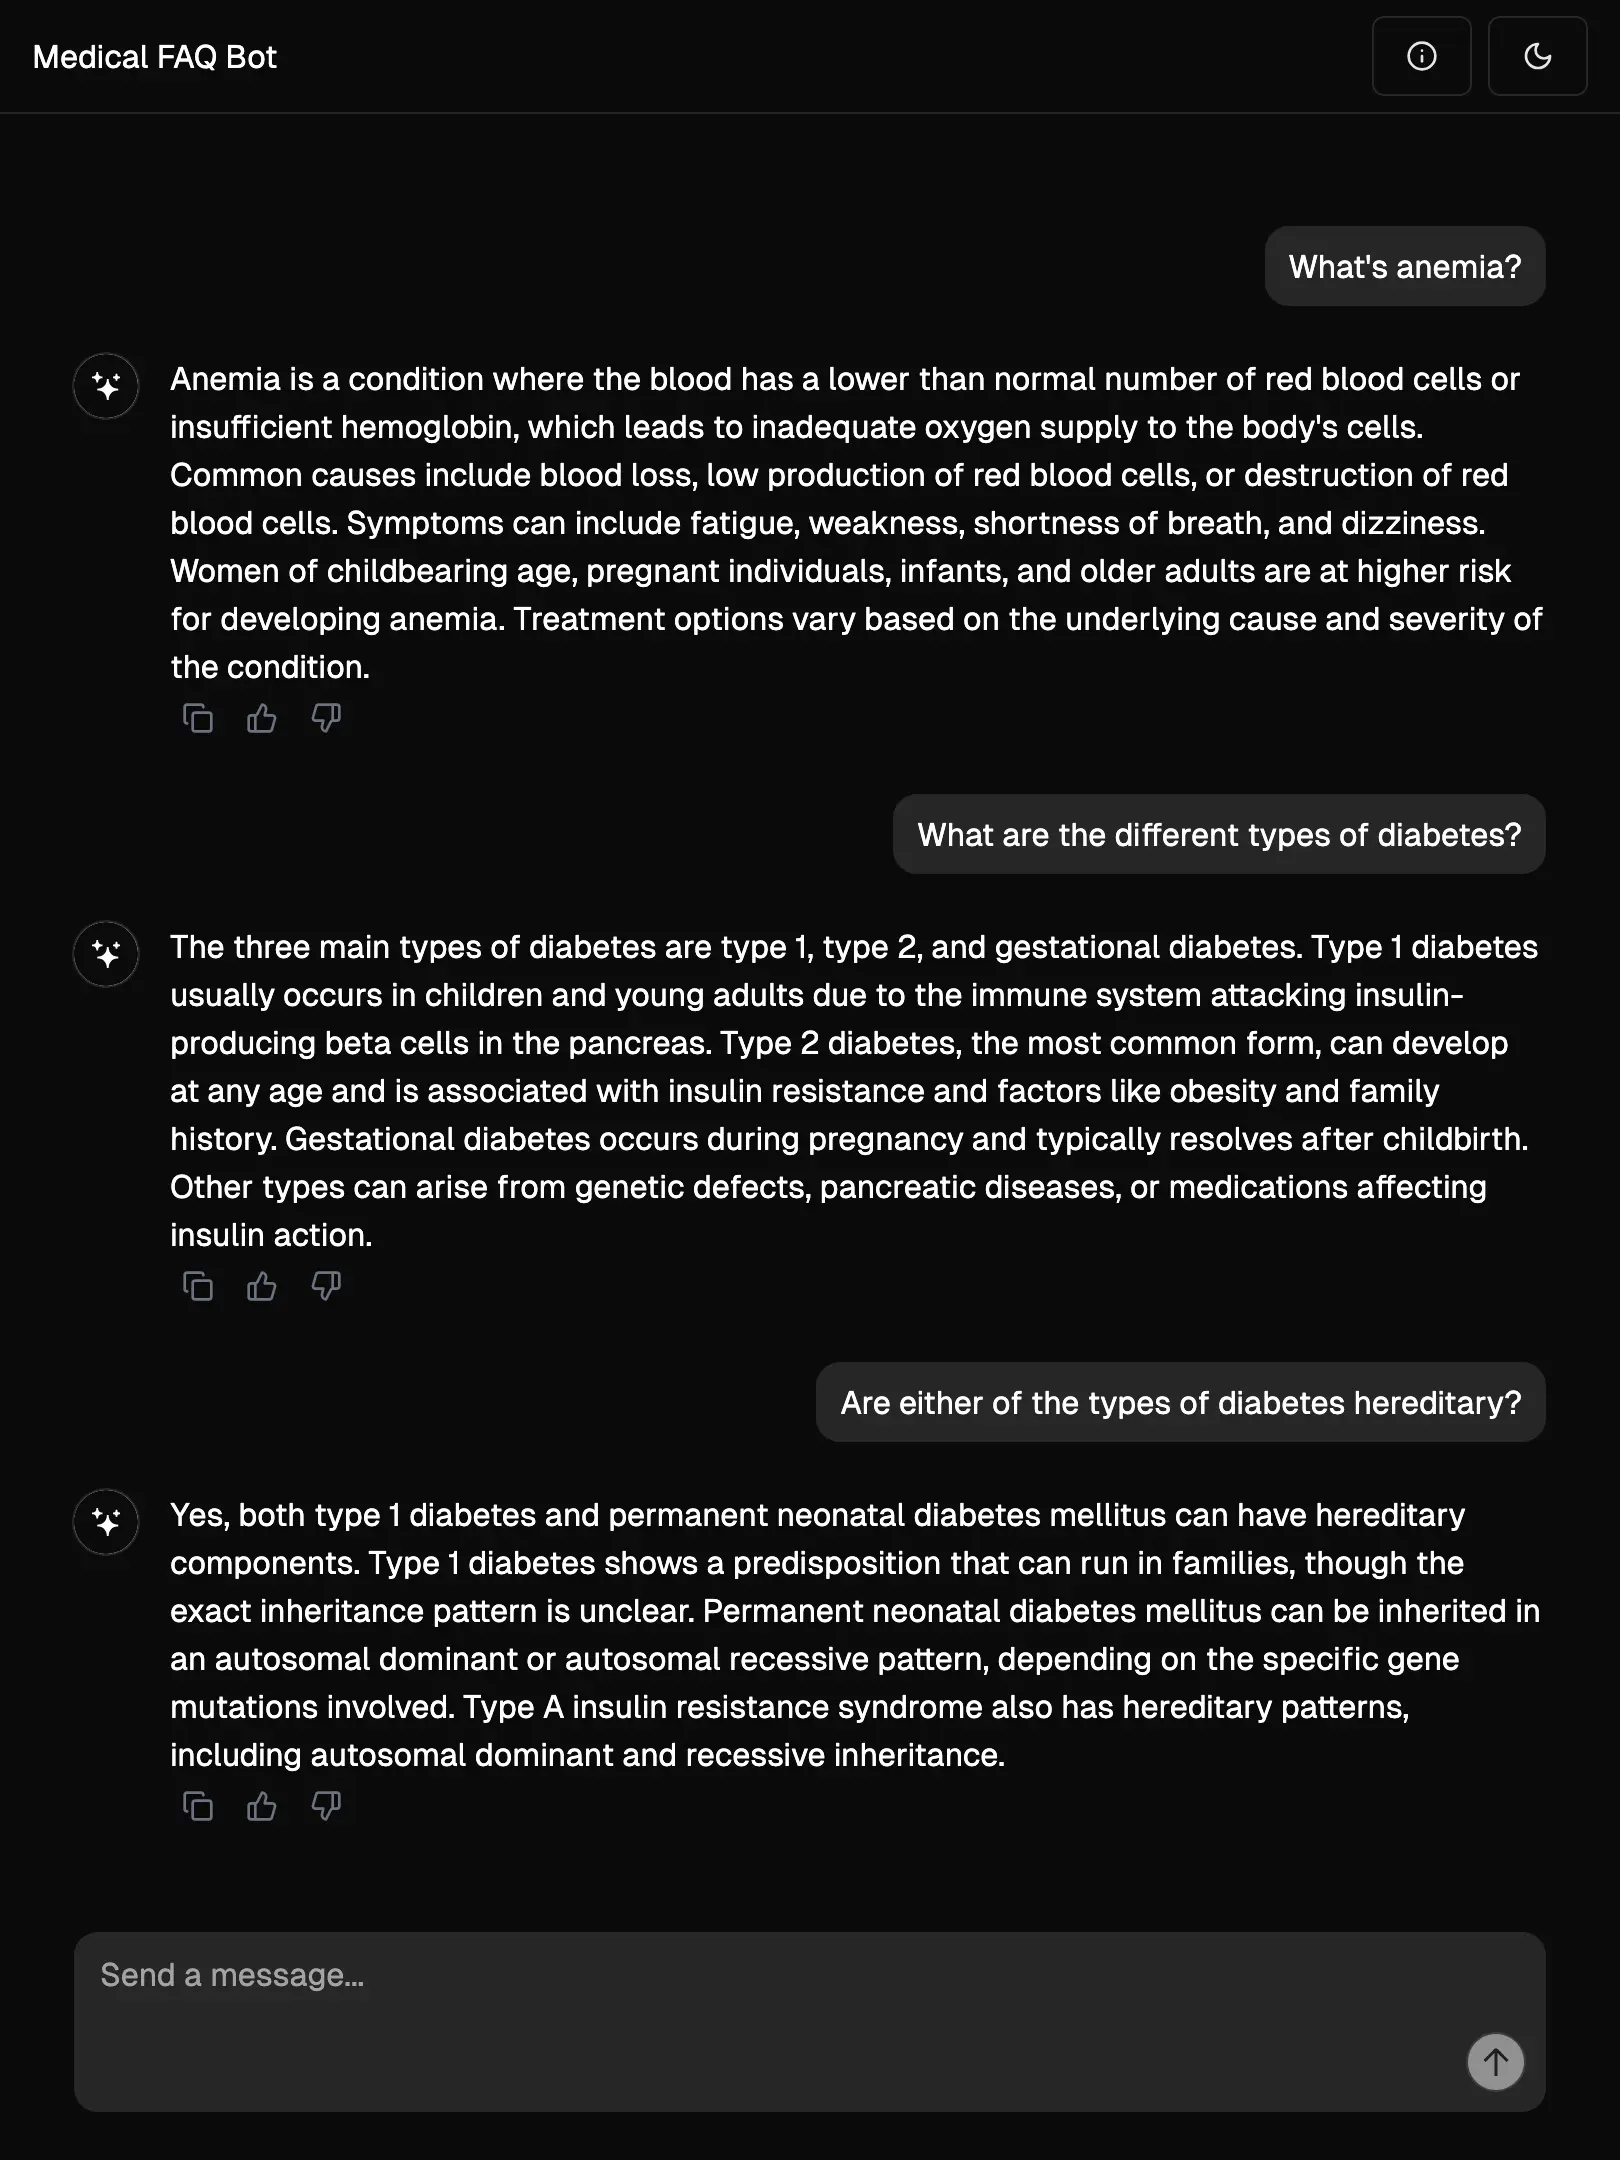 Medical FAQ Bot
What's anemia?
Anemia is a condition where the blood has a lower than normal number of red blood cells or
insufficient hemoglobin, which leads to inadequate oxygen supply to the body's cells.
Common causes include blood loss, low production of red blood cells, or destruction of red
blood cells. Symptoms can include fatigue, weakness, shortness of breath, and dizziness.
Women of childbearing age, pregnant individuals, infants, and older adults are at higher risk
for developing anemia. Treatment options vary based on the underlying cause and severity of
the condition.
What are the different types of diabetes?
The three main types of diabetes are type 1, type 2, and gestational diabetes. Type 1 diabetes
usually occurs in children and young adults due to the immune system attacking insulin-
producing beta cells in the pancreas. Type 2 diabetes, the most common form, can develop
at any age and is associated with insulin resistance and factors like obesity and family
history. Gestational diabetes occurs during pregnancy and typically resolves after childbirth.
Other types can arise from genetic defects, pancreatic diseases, or medications affecting
insulin action.
Are either of the types of diabetes hereditary?
Yes, both type 1 diabetes and permanent neonatal diabetes mellitus can have hereditary
components. Type 1 diabetes shows a predisposition that can run in families, though the
exact inheritance pattern is unclear. Permanent neonatal diabetes mellitus can be inherited in
an autosomal dominant or autosomal recessive pattern, depending on the specific gene
mutations involved. Type A insulin resistance syndrome also has hereditary patterns,
including autosomal dominant and recessive inheritance.
Send a message...